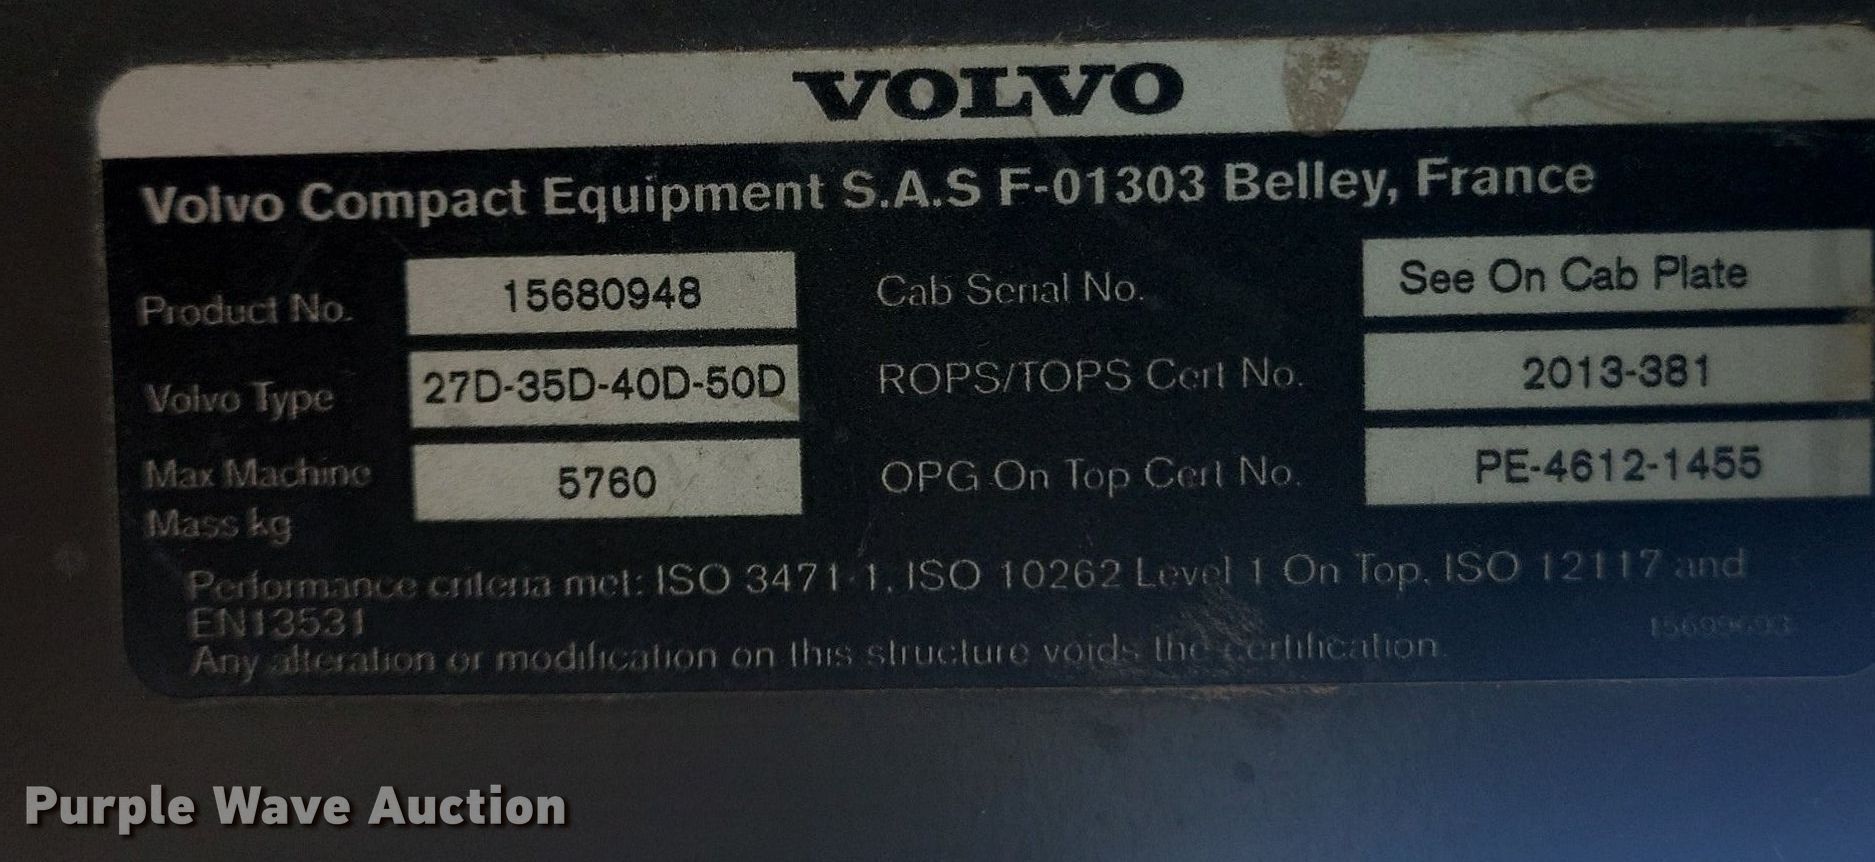 VOLVO
Volvo Compact Equipment S.A.S F-01303 Belley, France
Product No. 15680948 Cab Serial No. See On Cab Plate
Volvo Type 27D-35D-40D-50D ROPS/TOPS Cert No. 2013-381
Max Machine Mass kg 5760 OPG On Top Cert No. PE-4612-1455
Performance criteria met: ISO 3471-1, ISO 10262 Level 1 On Top, ISO 12117 and
EN13531
Any alteration or modification on this structure voids the certification.
Purple Wave Auction